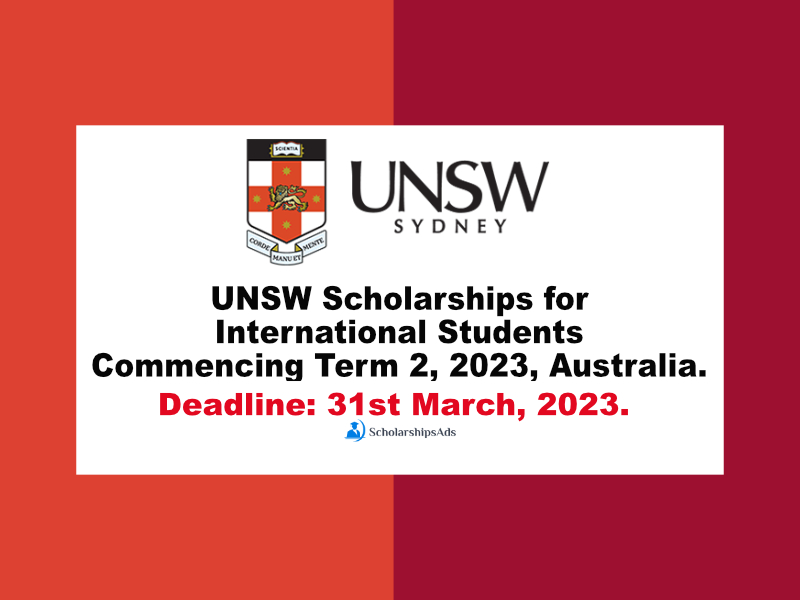 SCIENTIA
UNSW
SYDNEY
CORDE
MANU ET
MENTE
UNSW Scholarships for
International Students
Commencing Term 2, 2023, Australia.
Deadline: 31st March, 2023.
ScholarshipsAds